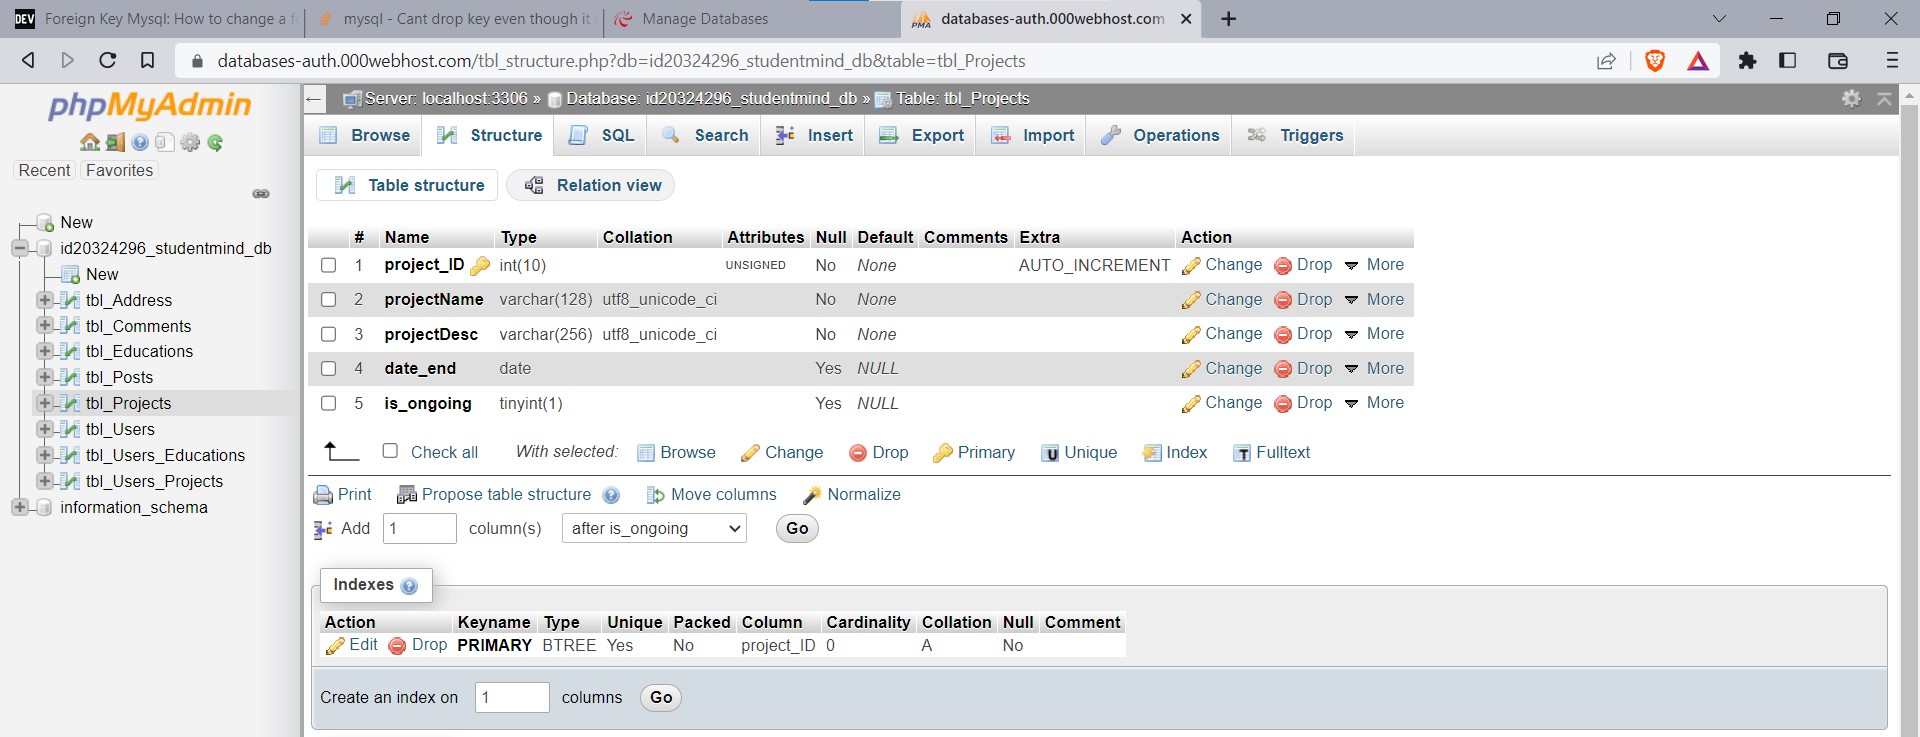 DEV Foreign Key Mysql: How to change a fo
mysql - Cant drop key even though it
Manage Databases
databases-auth.000webhost.com
databases-auth.000webhost.com/tbl_structure.php?db=id20324296_studentmind_db&table=tbl_Projects
phpMyAdmin
Recent Favorites
New
id20324296_studentmind_db
New
tbl_Address
tbl_Comments
tbl_Educations
tbl_Posts
tbl_Projects
tbl_Users
tbl_Users_Educations
tbl_Users_Projects
information_schema
Server: localhost:3306 » Database: id20324296_studentmind_db » Table: tbl_Projects
Browse Structure SQL Search Insert Export Import Operations Triggers
Table structure Relation view
# Name Type Collation Attributes Null Default Comments Extra Action
1 project_ID int(10) UNSIGNED No None AUTO_INCREMENT Change Drop More
2 projectName varchar(128) utf8_unicode_ci No None Change Drop More
3 projectDesc varchar(256) utf8_unicode_ci No None Change Drop More
4 date_end date Yes NULL Change Drop More
5 is_ongoing tinyint(1) Yes NULL Change Drop More
Check all With selected: Browse Change Drop Primary Unique Index Fulltext
Print Propose table structure Move columns Normalize
Add 1 column(s) after is_ongoing Go
Indexes
Action Keyname Type Unique Packed Column Cardinality Collation Null Comment
Edit Drop PRIMARY BTREE Yes No project_ID 0 A No
Create an index on 1 columns Go